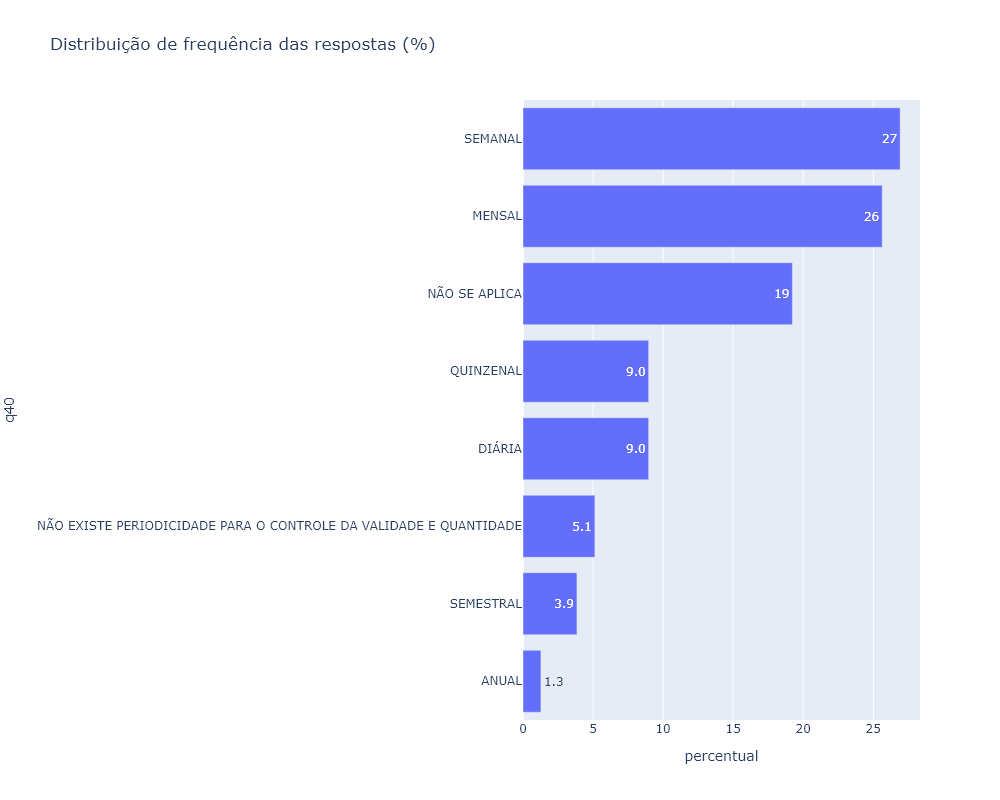 Distribuição de frequência das respostas (%)
SEMANAL
27
MENSAL
26
NÃO SE APLICA
19
QUINZENAL
9.0
DIÁRIA
9.0
NÃO EXISTE PERIODICIDADE PARA O CONTROLE DA VALIDADE E QUANTIDADE
5.1
SEMESTRAL
3.9
ANUAL
1.3
0 5 10 15 20 25
percentual
q40